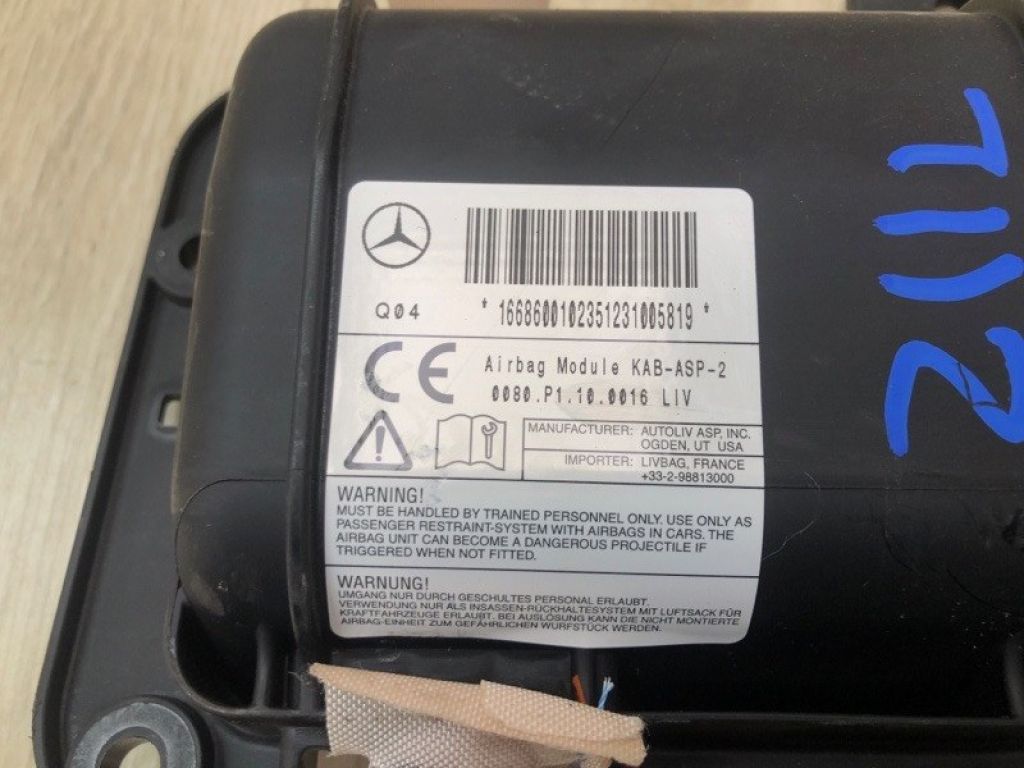 Q04
* 1668600102351231005819 *
CE
Airbag Module KAB-ASP-2
0080.P1.10.0016 LIV
MANUFACTURER: AUTOLIV ASP, INC.
OGDEN, UT USA
IMPORTER: LIVBAG, FRANCE
+33-2-98813000
WARNING!
MUST BE HANDLED BY TRAINED PERSONNEL ONLY. USE ONLY AS
PASSENGER RESTRAINT-SYSTEM WITH AIRBAGS IN CARS. THE
AIRBAG UNIT CAN BECOME A DANGEROUS PROJECTILE IF
TRIGGERED WHEN NOT FITTED.
WARNUNG!
UMGANG NUR DURCH GESCHULTES PERSONAL ERLAUBT.
VERWENDUNG NUR ALS INSASSEN-RÜCKHALTESYSTEM MIT LUFTSACK FÜR
KRAFTFAHRZEUGE ERLAUBT. BEI AUSLÖSUNG KANN DIE NICHT MONTIERTE
AIRBAG-EINHEIT ZUM GEFÄHRLICHEN WURFSTÜCK WERDEN.